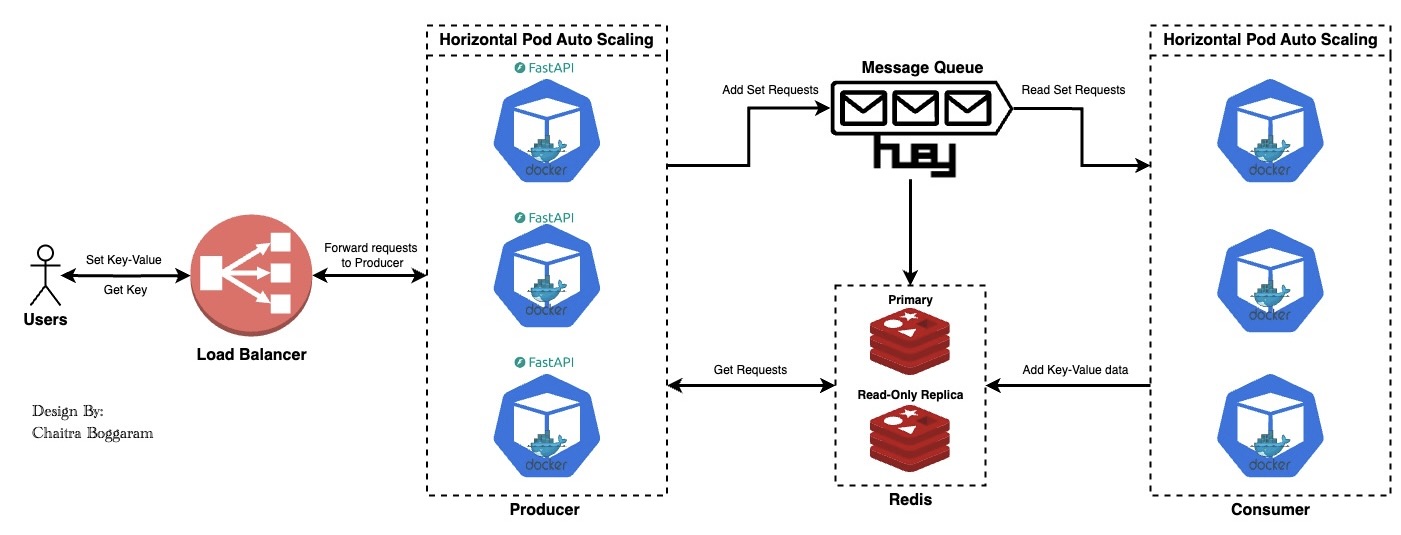 Horizontal Pod Auto Scaling
Horizontal Pod Auto Scaling
FastAPI
docker
FastAPI
docker
FastAPI
docker
Producer
Add Set Requests
Message Queue
huey
Read Set Requests
docker
docker
docker
Consumer
Set Key-Value
Get Key
Users
Load Balancer
Forward requests
to Producer
Primary
Read-Only Replica
Redis
Get Requests
Add Key-Value data
Design By:
Chaitra Boggaram